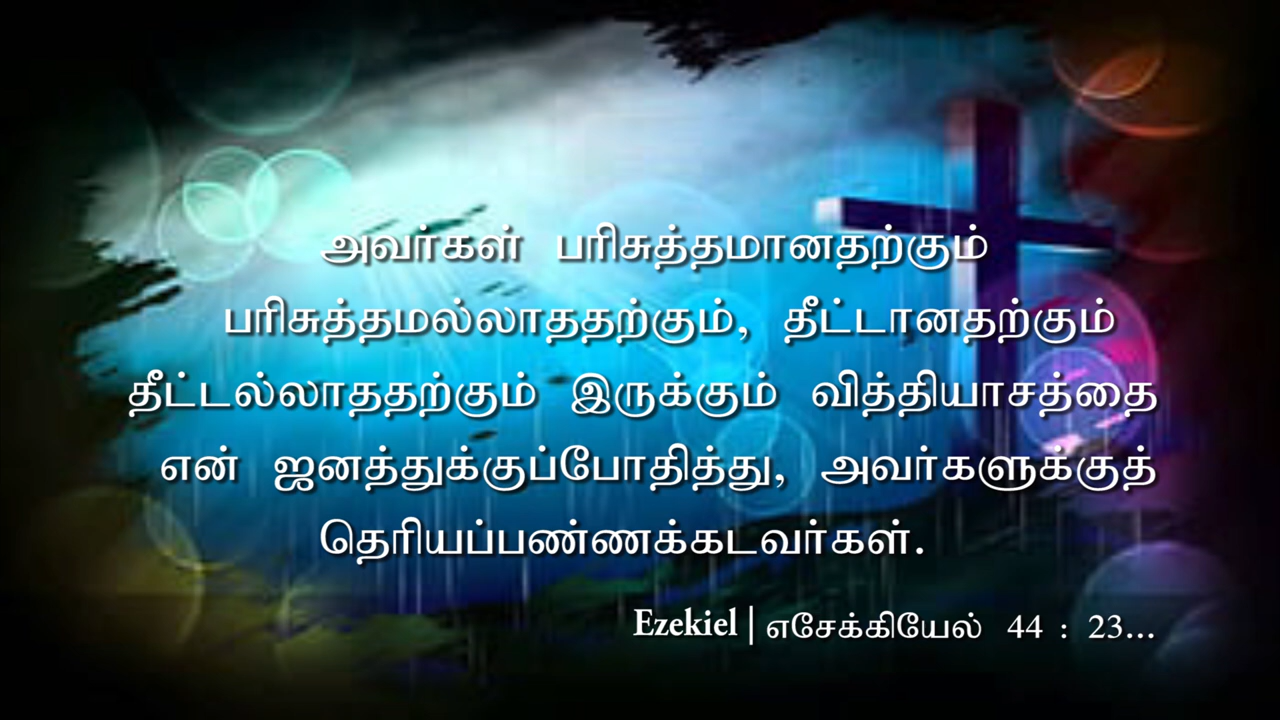 அவர்கள் பரிசுத்தமானதற்கும்
பரிசுத்தமல்லாததற்கும், தீட்டானதற்கும்
தீட்டல்லாததற்கும் இருக்கும் வித்தியாசத்தை
என் ஜனத்துக்குப்போதித்து, அவர்களுக்குத்
தெரியப்பண்ணக்கடவர்கள்.
Ezekiel | எசேக்கியேல் 44 : 23...